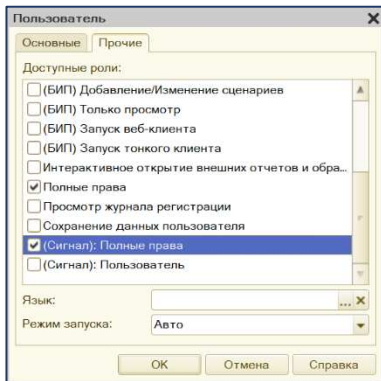 Пользователь
Основные Прочие
Доступные роли:
(БИП) Добавление/Изменение сценариев
(БИП) Только просмотр
(БИП) Запуск веб-клиента
(БИП) Запуск тонкого клиента
Интерактивное открытие внешних отчетов и обра...
Полные права
Просмотр журнала регистрации
Сохранение данных пользователя
(Сигнал): Полные права
(Сигнал): Пользователь
Язык: ... X
Режим запуска: Авто
ОК Отмена Справка